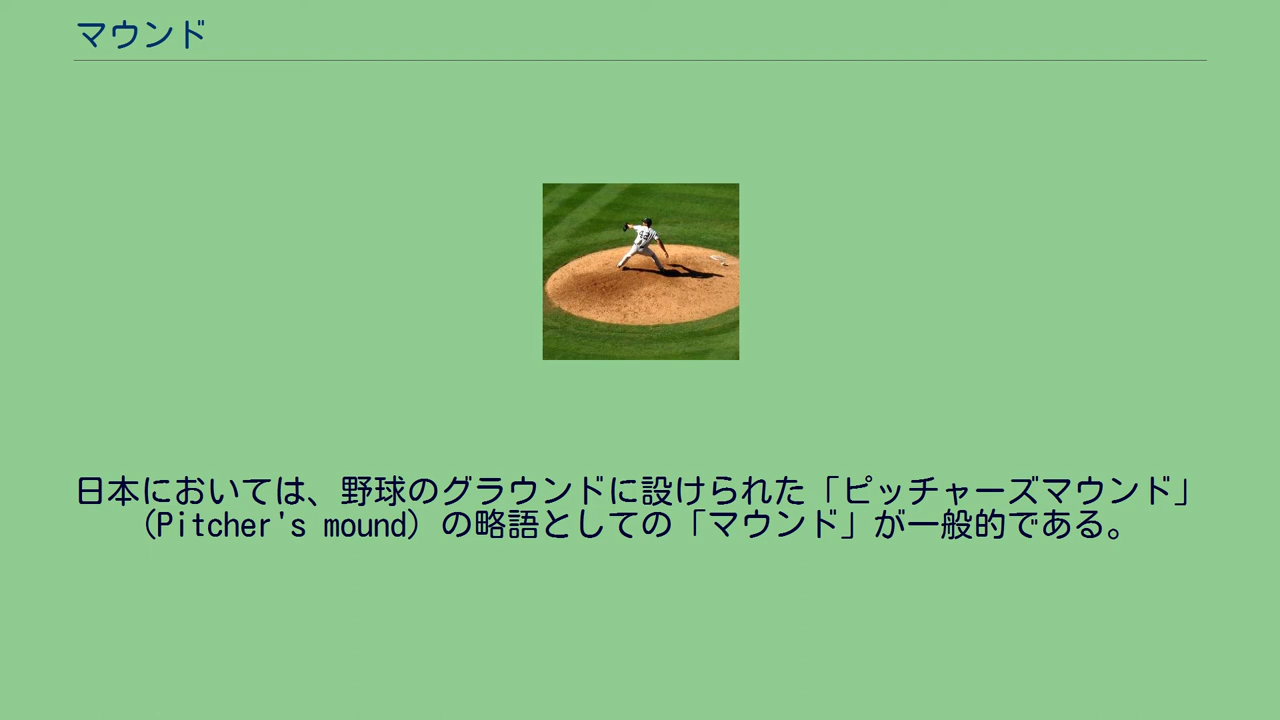 マウンド
日本においては、野球のグラウンドに設けられた「ピッチャーズマウンド」
（Pitcher's mound）の略語としての「マウンド」が一般的である。